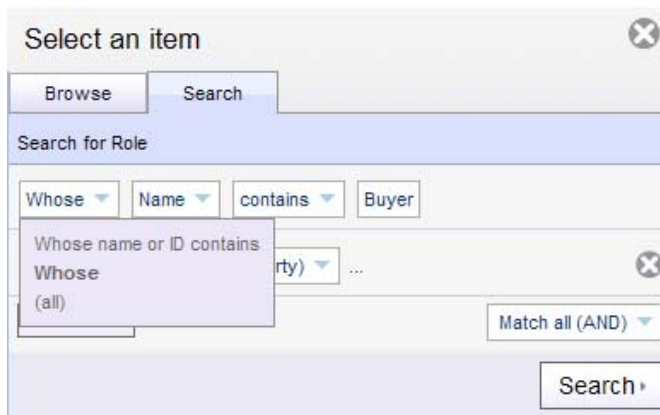 Select an item
Browse Search
Search for Role
Whose Name contains Buyer
Whose name or ID contains
Whose
(all)
rty) ...
Match all (AND)
Search